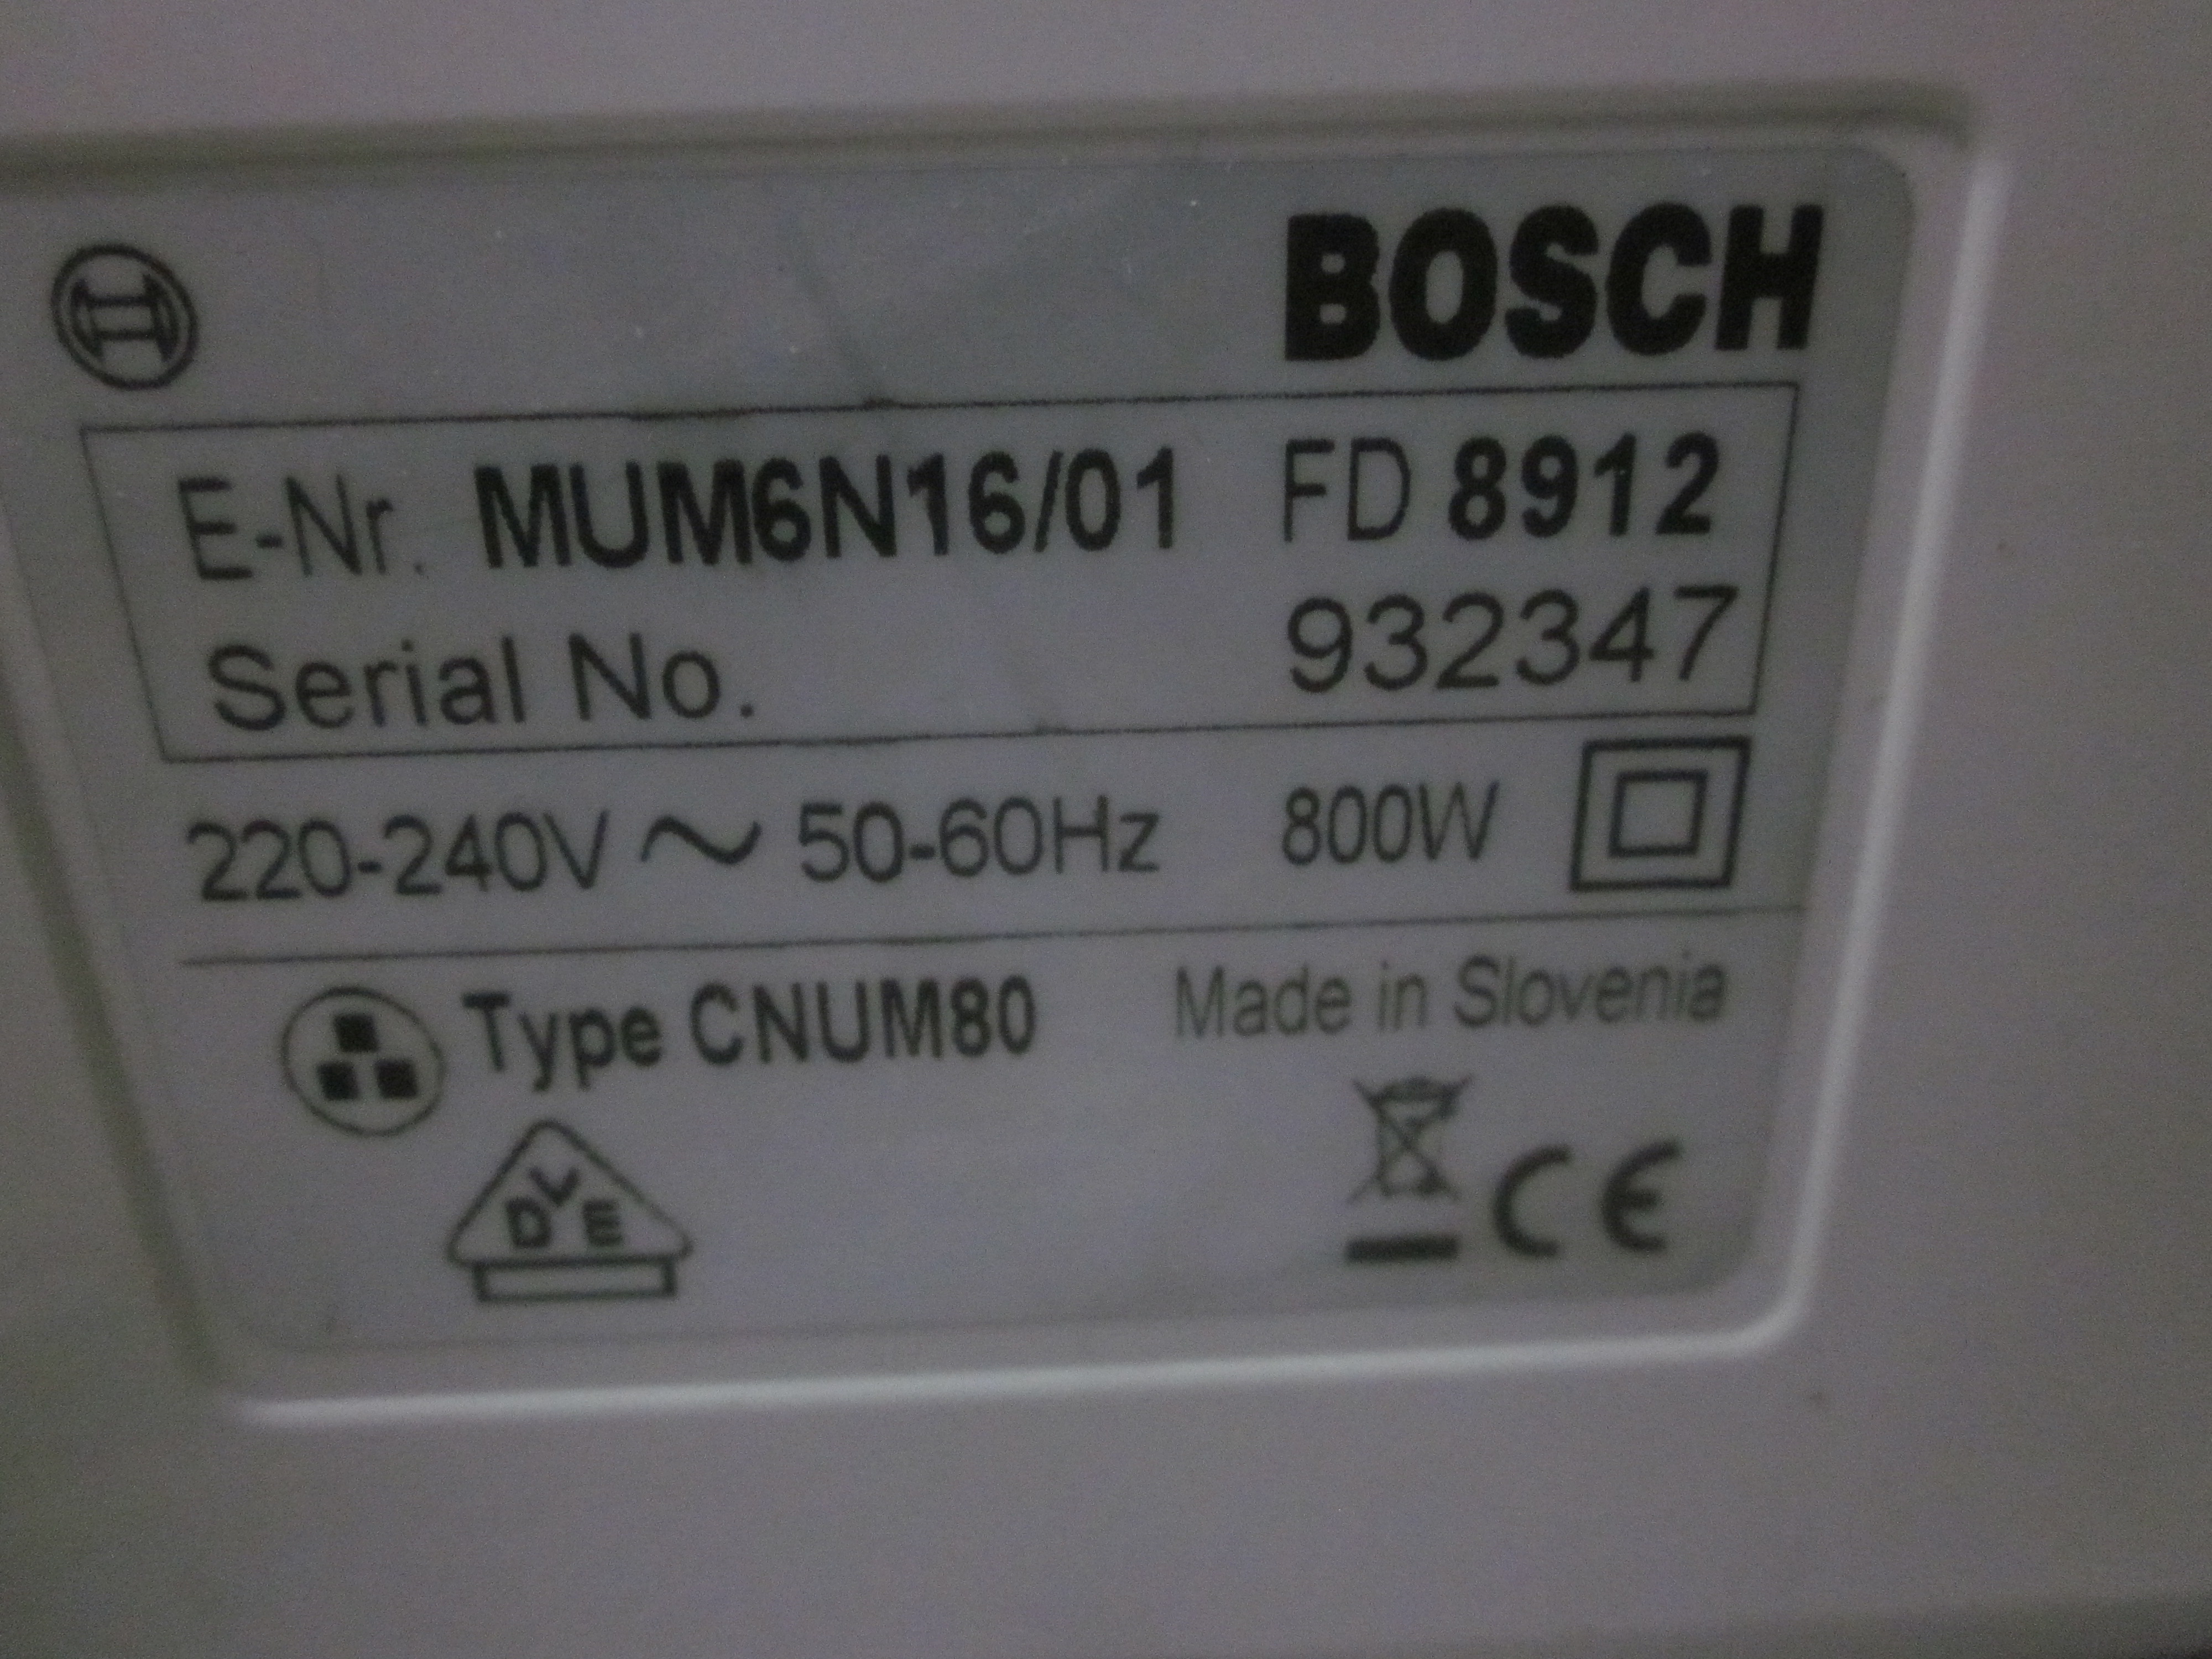 BOSCH
E-Nr. MUM6N16/01 FD 8912
Serial No. 932347
220-240V ~ 50-60Hz 800W
Type CNUM80 Made in Slovenia
DVE
CE